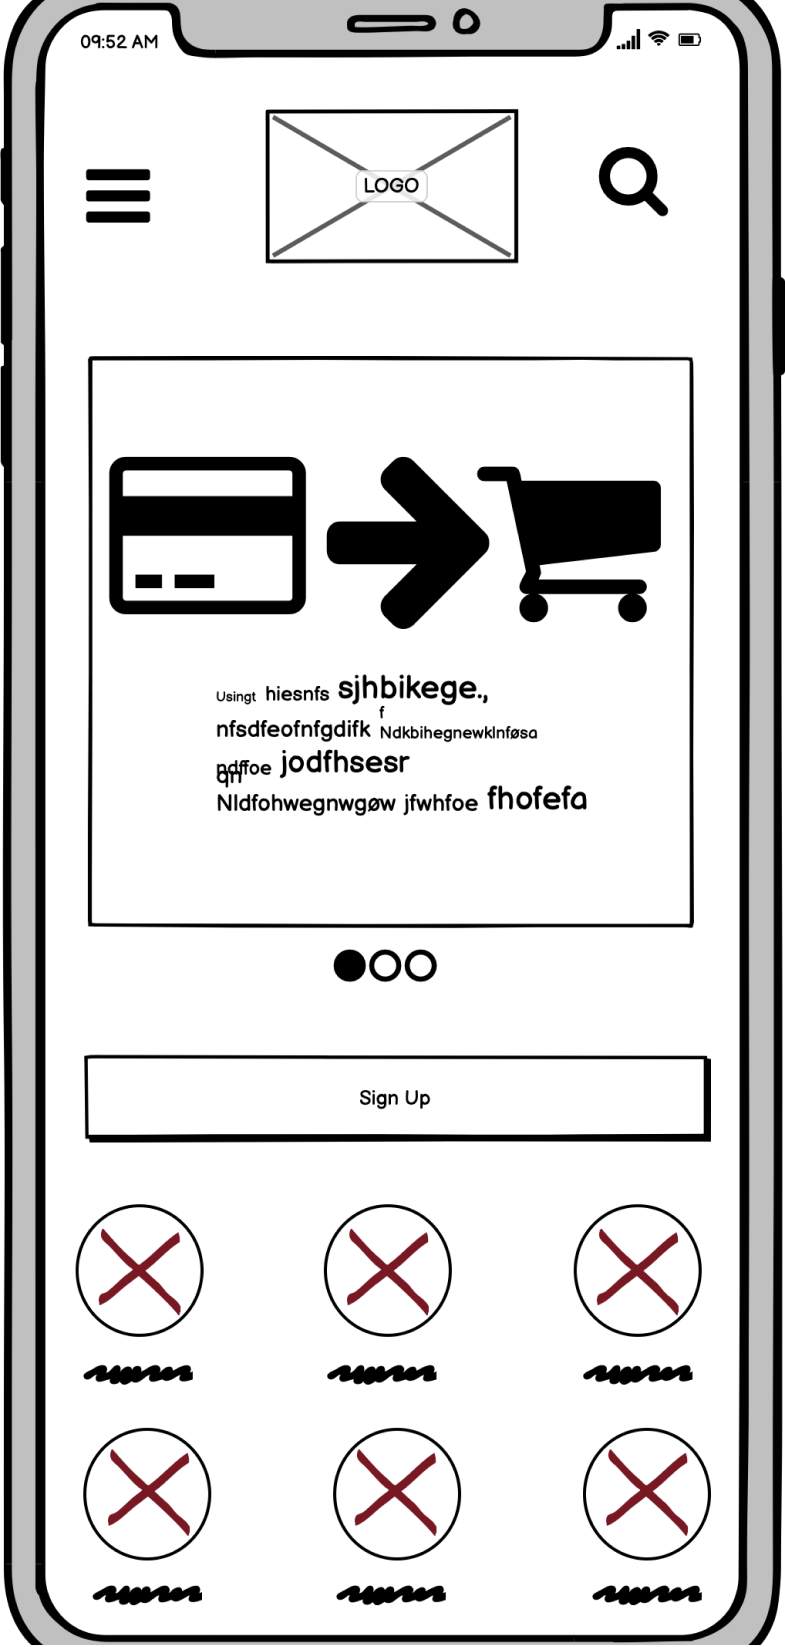 09:52 AM
LOGO
Usingt hiesnfs sjhbikege.,
f
nfsdfeofnfgdifk Ndkbihegnewklnføsa
ndffoe jodfhsesr
qn
Nldfohwegnwgøw jfwhfoe fhofefa
Sign Up